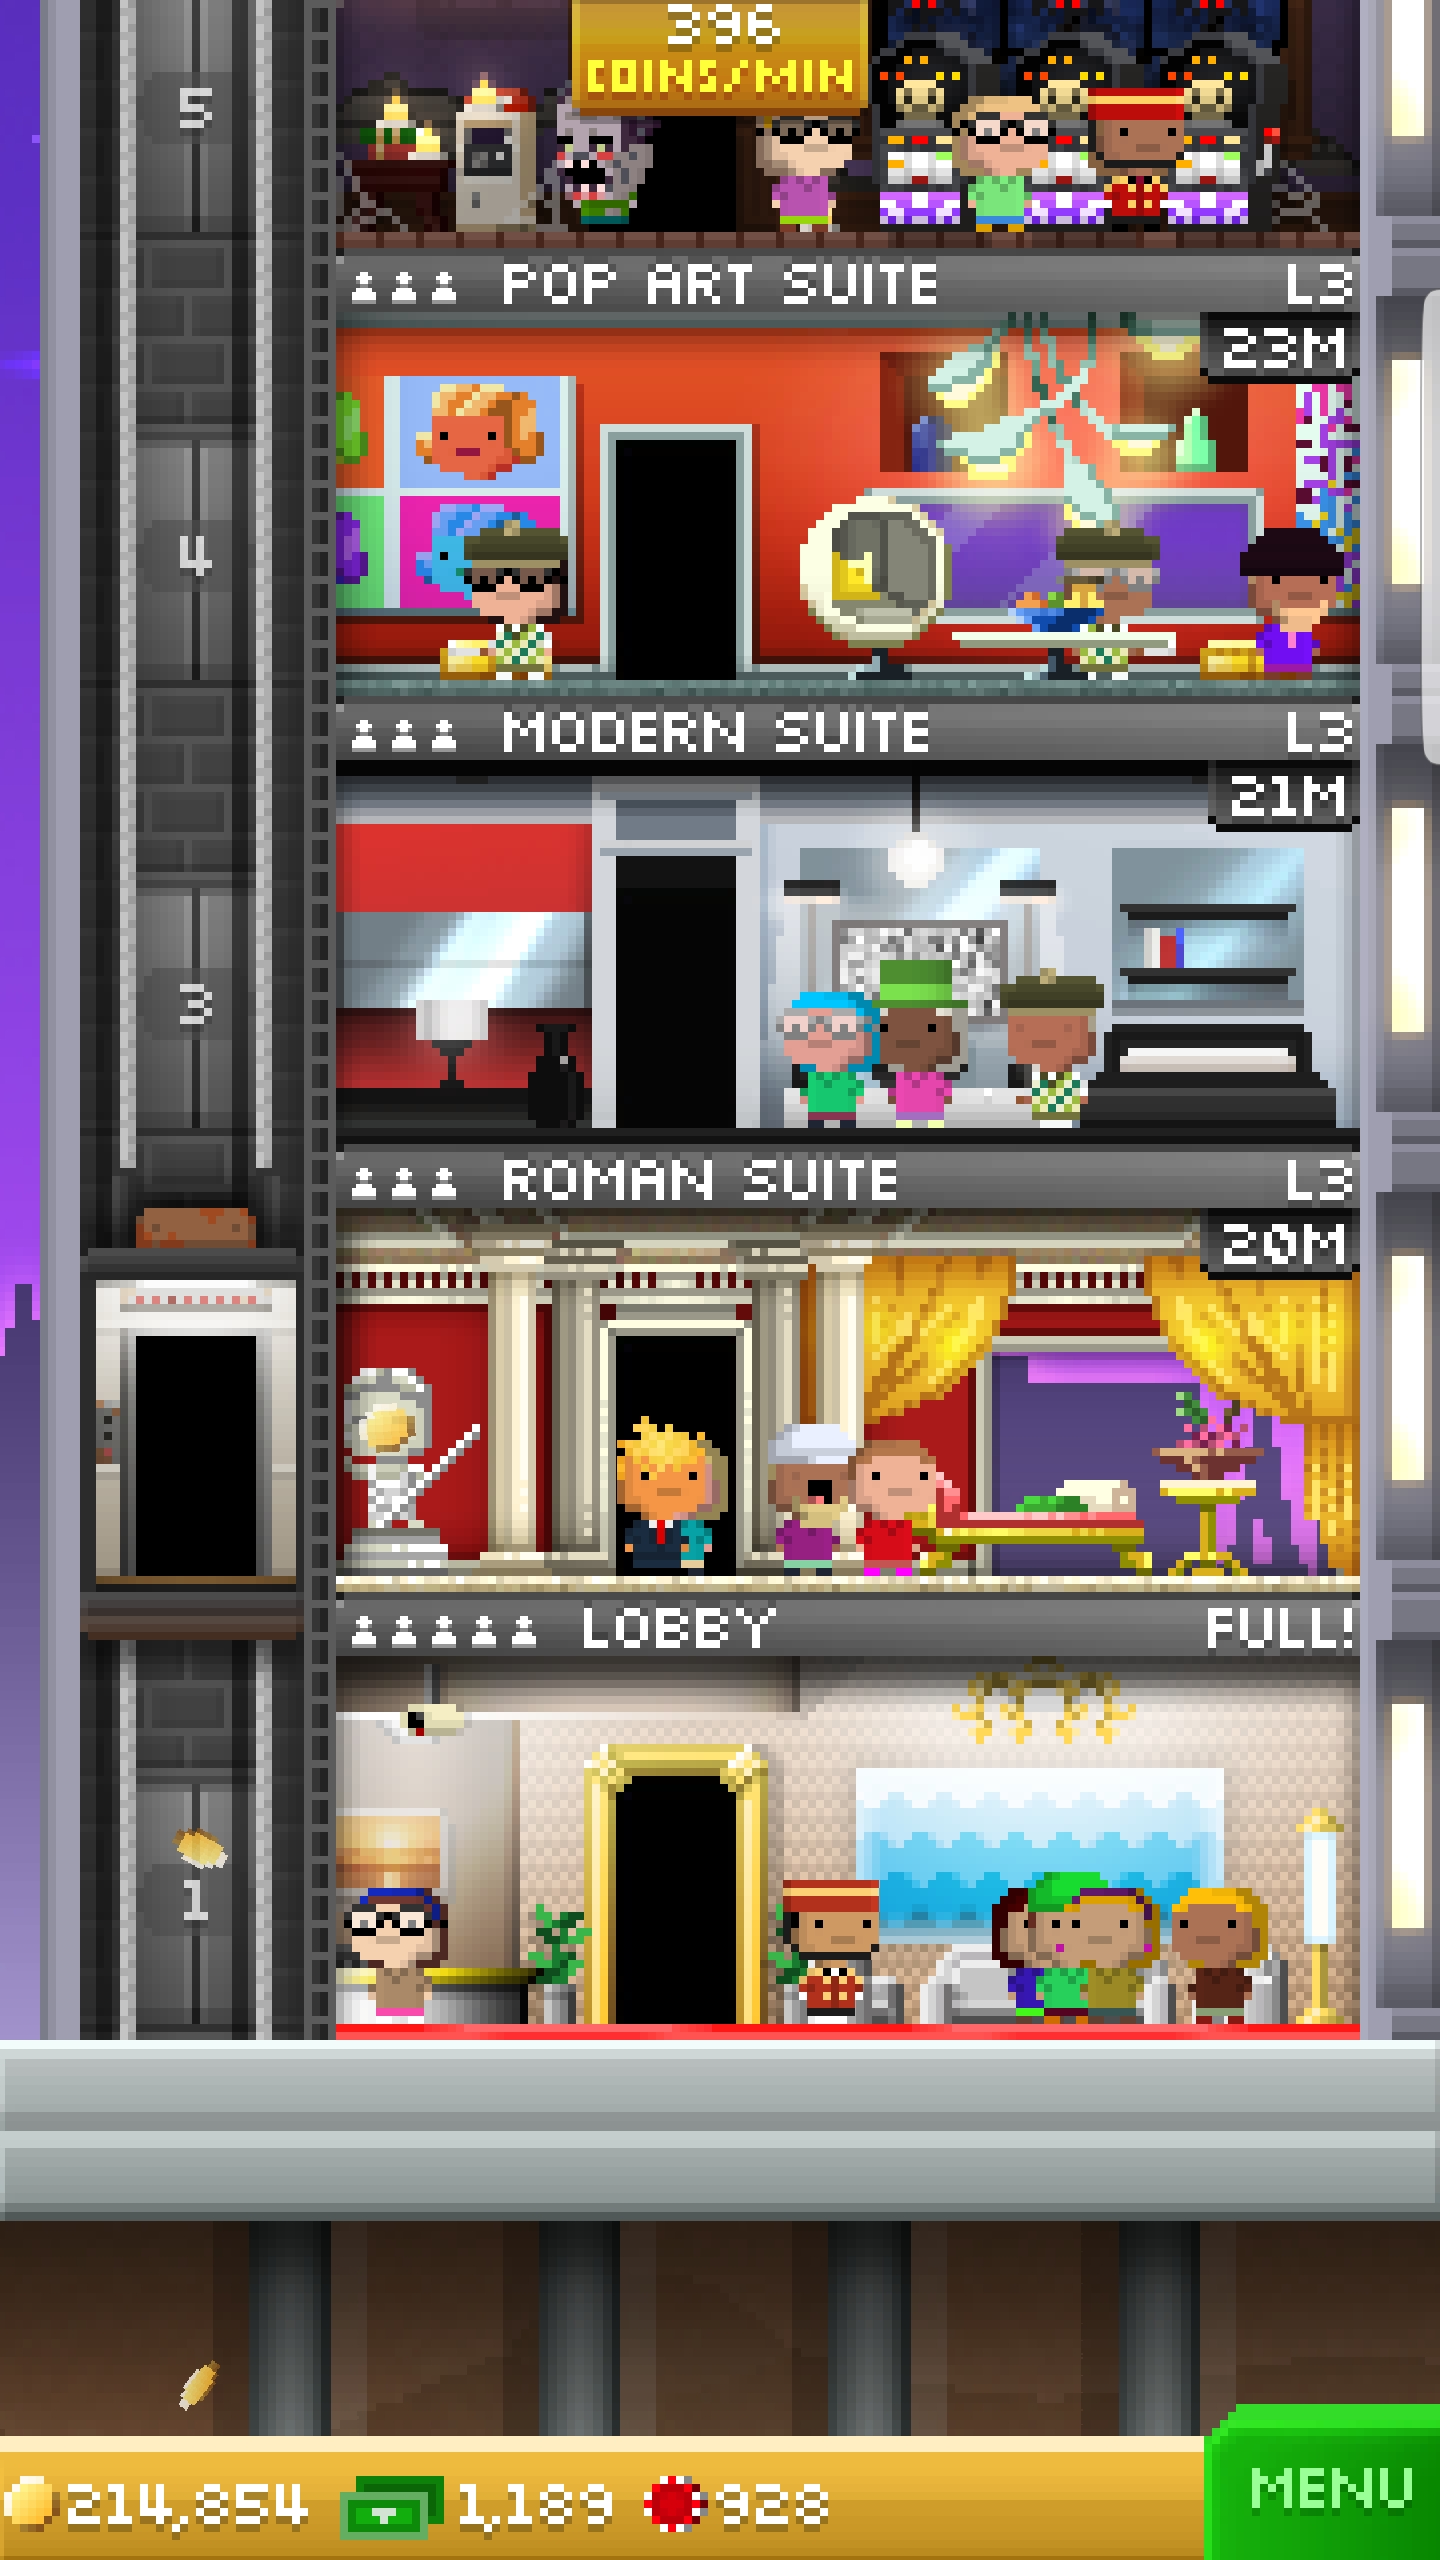 396
COINS/MIN
5
POP ART SUITE L3
23M
4
MODERN SUITE L3
21M
3
ROMAN SUITE L3
20M
LOBBY FULL!
1
214,854 1,189 928
MENU